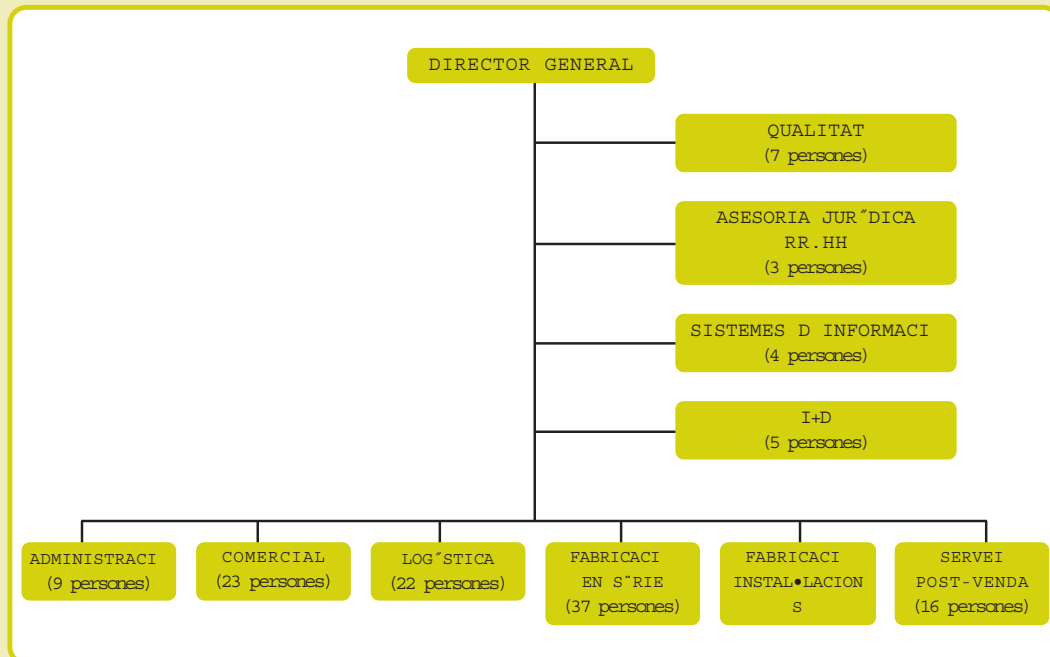 DIRECTOR GENERAL
QUALITAT
(7 persones)
ASESORIA JUR˝DICA
RR.HH
(3 persones)
SISTEMES D INFORMACI
(4 persones)
I+D
(5 persones)
ADMINISTRACI
(9 persones)
COMERCIAL
(23 persones)
LOG˝STICA
(22 persones)
FABRICACI
EN S¨RIE
(37 persones)
FABRICACI
INSTAL•LACION
S
SERVEI
POST-VENDA
(16 persones)